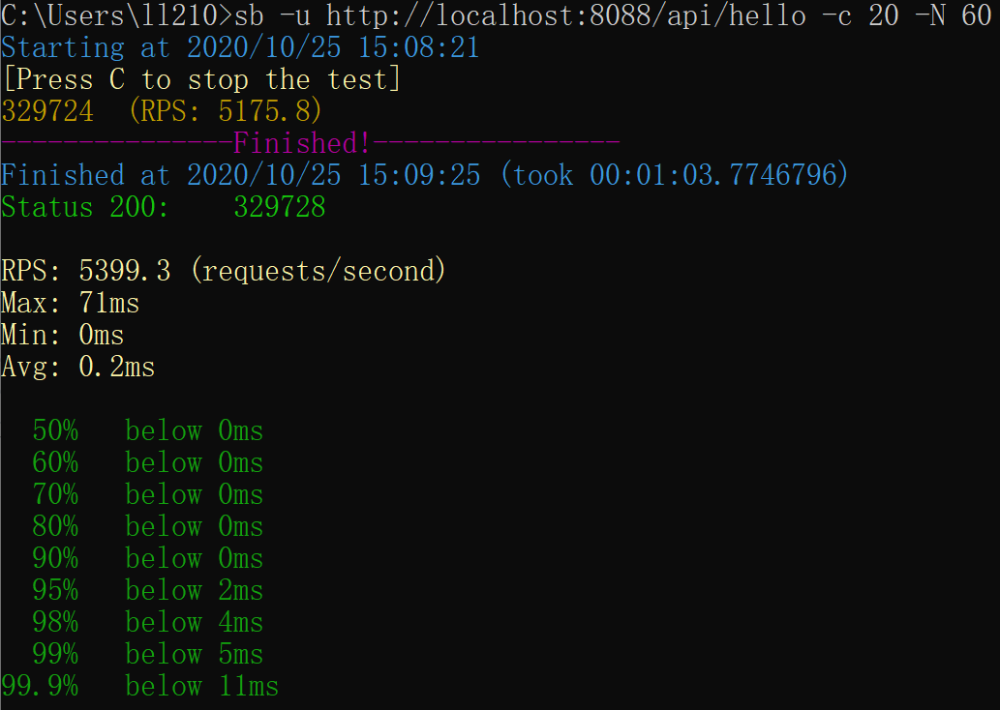 C:\Users\ll210>sb -u http://localhost:8088/api/hello -c 20 -N 60
Starting at 2020/10/25 15:08:21
[Press C to stop the test]
329724  (RPS: 5175.8)
---------------Finished!----------------
Finished at 2020/10/25 15:09:25 (took 00:01:03.7746796)
Status 200:    329728
RPS: 5399.3 (requests/second)
Max: 71ms
Min: 0ms
Avg: 0.2ms
50%   below 0ms
60%   below 0ms
70%   below 0ms
80%   below 0ms
90%   below 0ms
95%   below 2ms
98%   below 4ms
99%   below 5ms
99.9%   below 11ms